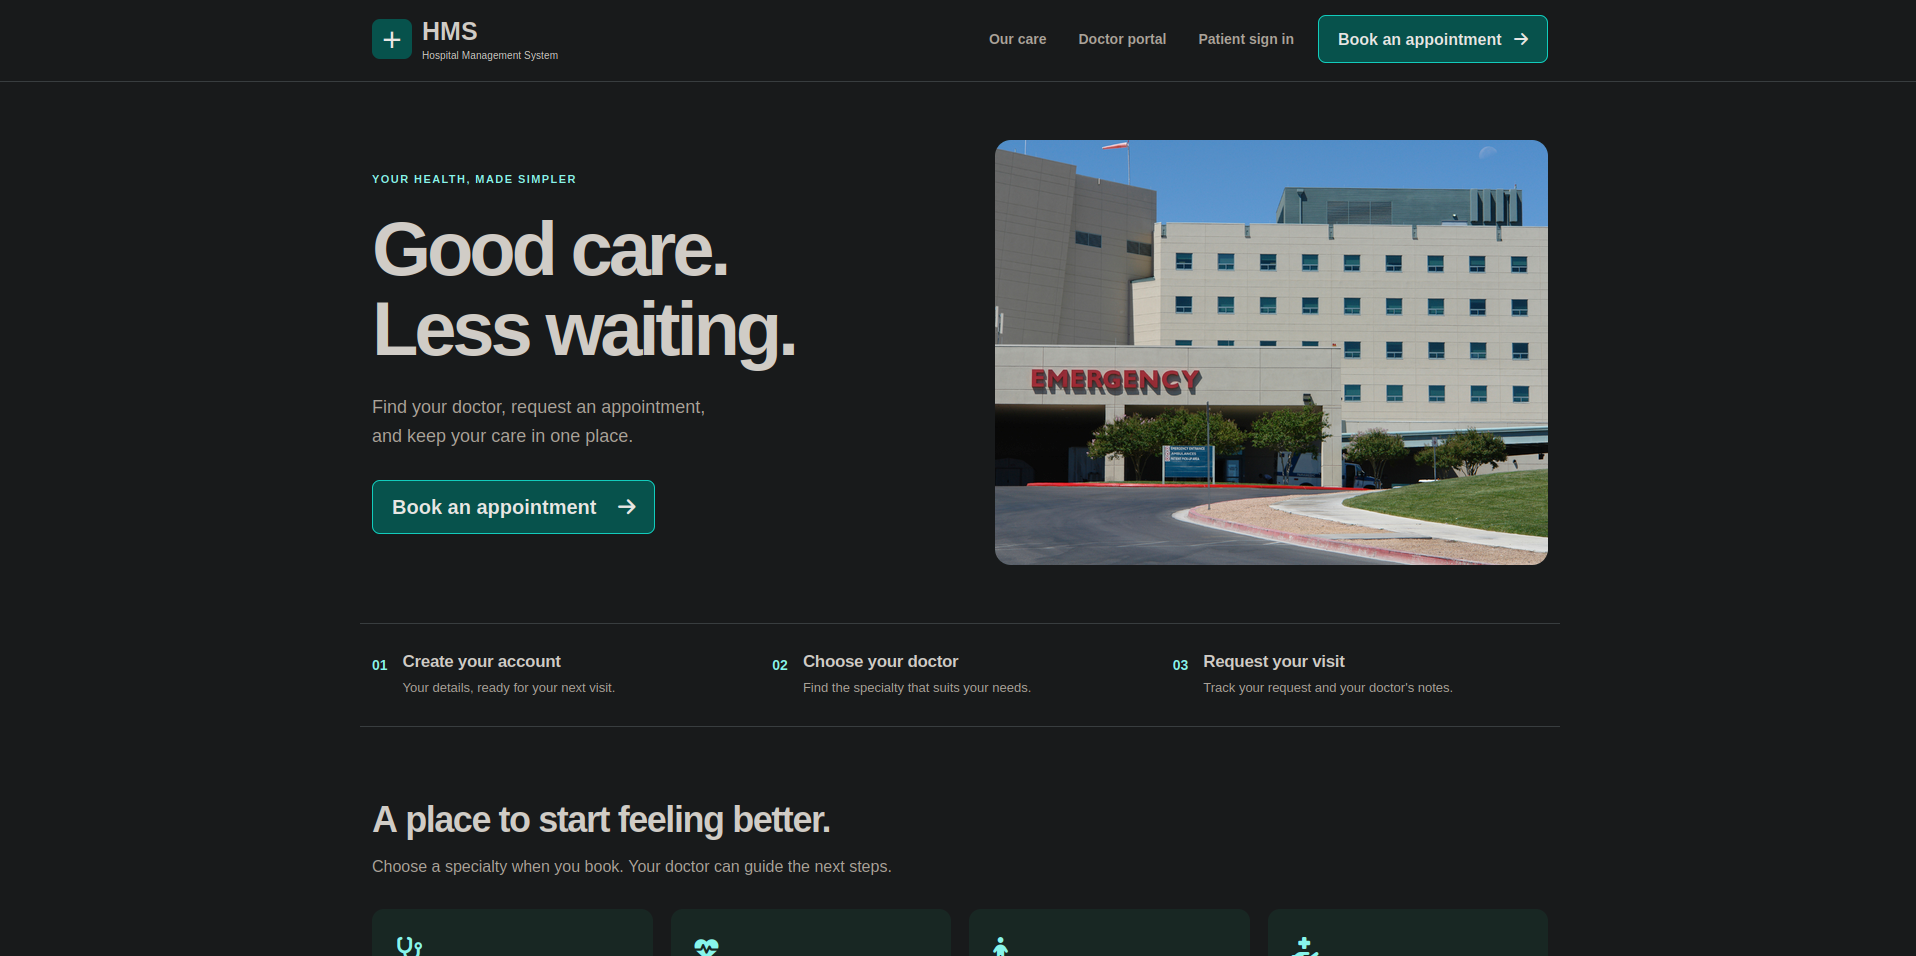 HMS
Hospital Management System
Our care
Doctor portal
Patient sign in
Book an appointment
YOUR HEALTH, MADE SIMPLER
Good care.
Less waiting.
Find your doctor, request an appointment,
and keep your care in one place.
Book an appointment
EMERGENCY
EMERGENCY ENTRANCE
AMBULANCES
01
Create your account
Your details, ready for your next visit.
02
Choose your doctor
Find the specialty that suits your needs.
03
Request your visit
Track your request and your doctor's notes.
A place to start feeling better.
Choose a specialty when you book. Your doctor can guide the next steps.